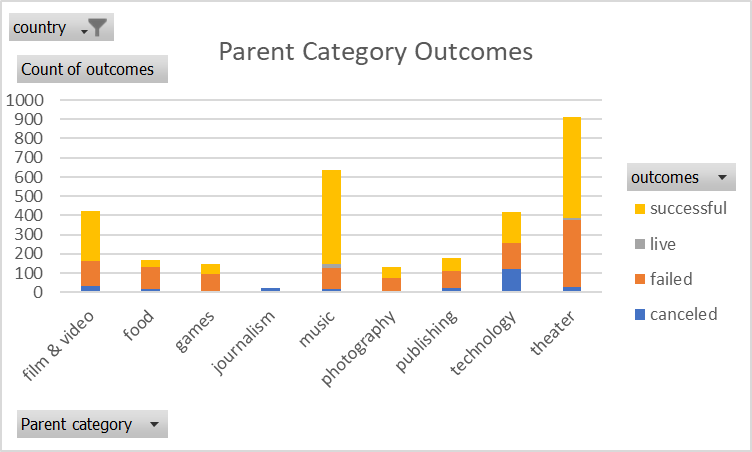 country
Parent Category Outcomes
Count of outcomes
1000
900
800
700
600
500
400
300
200
100
0
film & video
food
games
journalism
music
photography
publishing
technology
theater
outcomes
successful
live
failed
canceled
Parent category